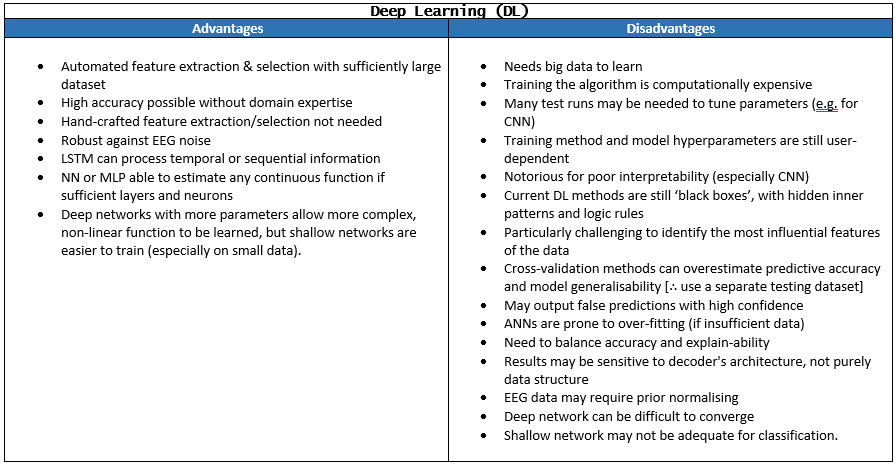 Deep Learning (DL)
Advantages
Disadvantages
• Automated feature extraction & selection with sufficiently large
dataset
• High accuracy possible without domain expertise
• Hand-crafted feature extraction/selection not needed
• Robust against EEG noise
• LSTM can process temporal or sequential information
• NN or MLP able to estimate any continuous function if
sufficient layers and neurons
• Deep networks with more parameters allow more complex,
non-linear function to be learned, but shallow networks are
easier to train (especially on small data).
• Needs big data to learn
• Training the algorithm is computationally expensive
• Many test runs may be needed to tune parameters (e.g. for
CNN)
• Training method and model hyperparameters are still user-
dependent
• Notorious for poor interpretability (especially CNN)
• Current DL methods are still ‘black boxes’, with hidden inner
patterns and logic rules
• Particularly challenging to identify the most influential features
of the data
• Cross-validation methods can overestimate predictive accuracy
and model generalisability [∴ use a separate testing dataset]
• May output false predictions with high confidence
• ANNs are prone to over-fitting (if insufficient data)
• Need to balance accuracy and explain-ability
• Results may be sensitive to decoder's architecture, not purely
data structure
• EEG data may require prior normalising
• Deep network can be difficult to converge
• Shallow network may not be adequate for classification.